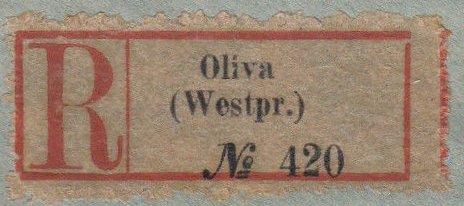 R
Oliva
(Westpr.)
№ 420